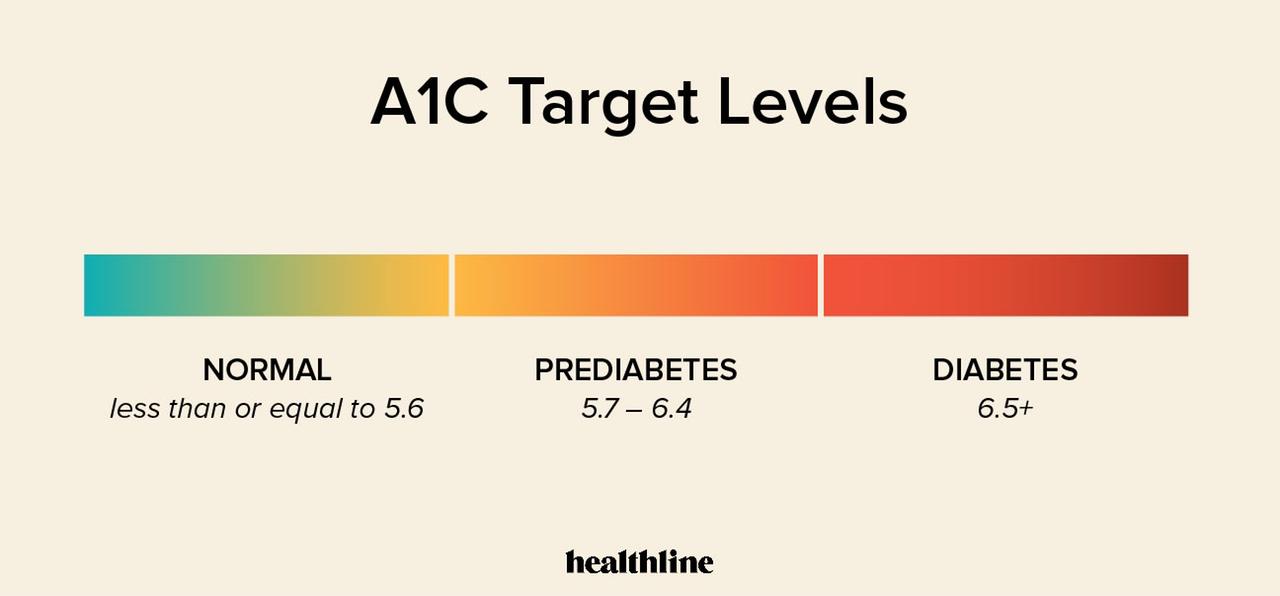 A1C Target Levels
NORMAL
less than or equal to 5.6
PREDIABETES
5.7 – 6.4
DIABETES
6.5+
healthline